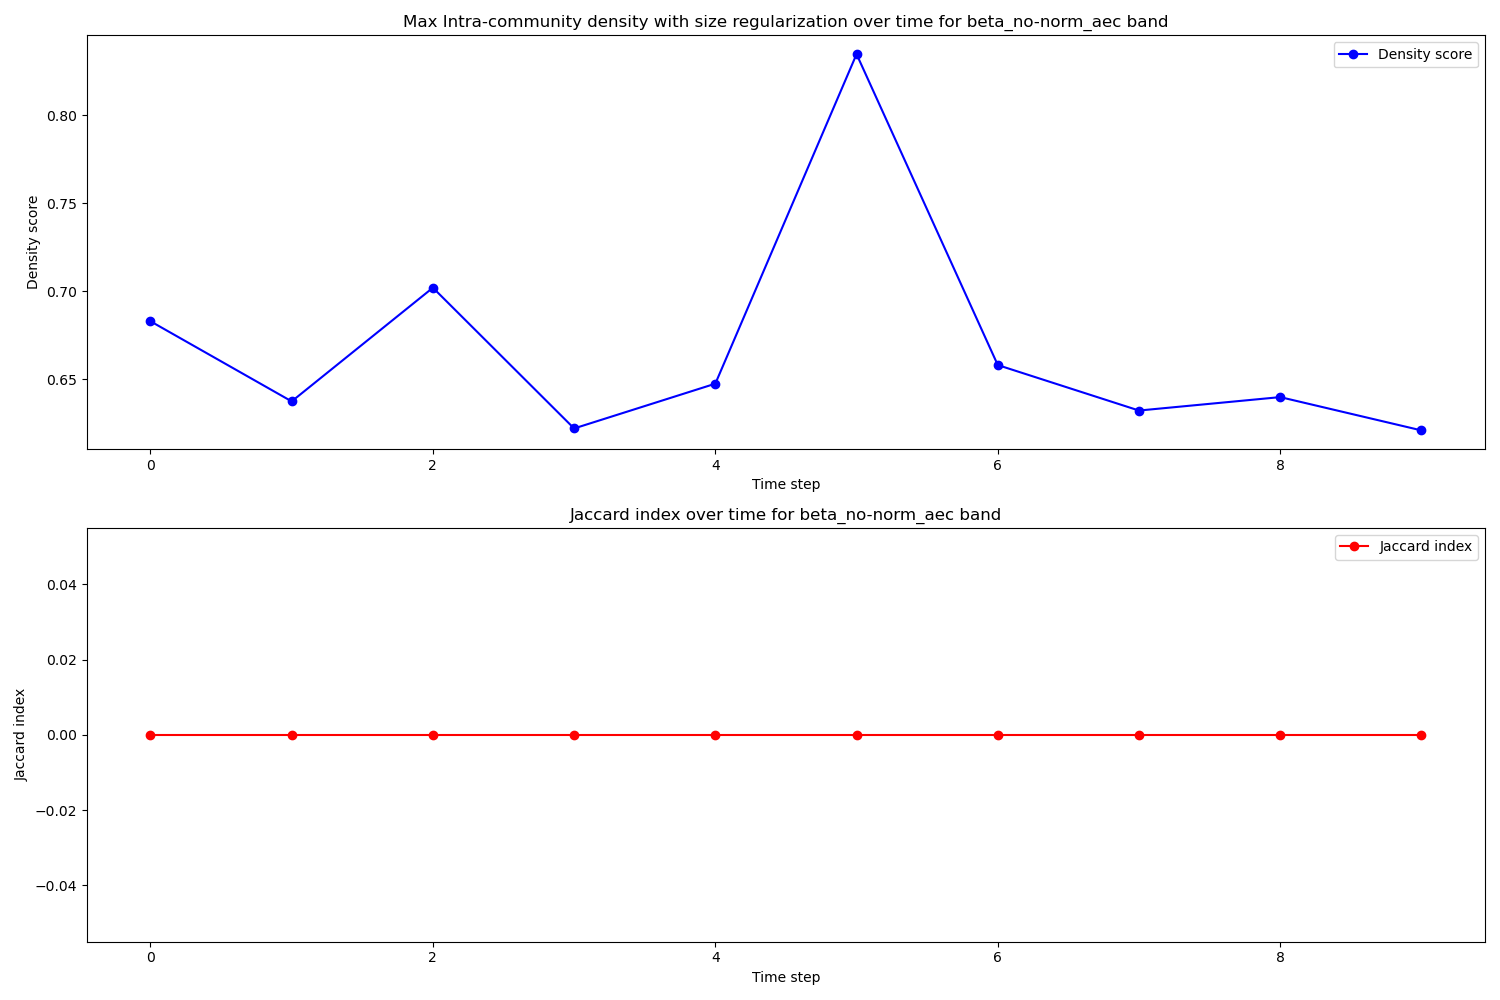 Max Intra-community density with size regularization over time for beta_no-norm_aec band
Density score
0.80
0.75
0.70
0.65
Density score
0 2 4 6 8
Time step
Jaccard index over time for beta_no-norm_aec band
Jaccard index
0.04
0.02
0.00
−0.02
−0.04
Jaccard index
0 2 4 6 8
Time step